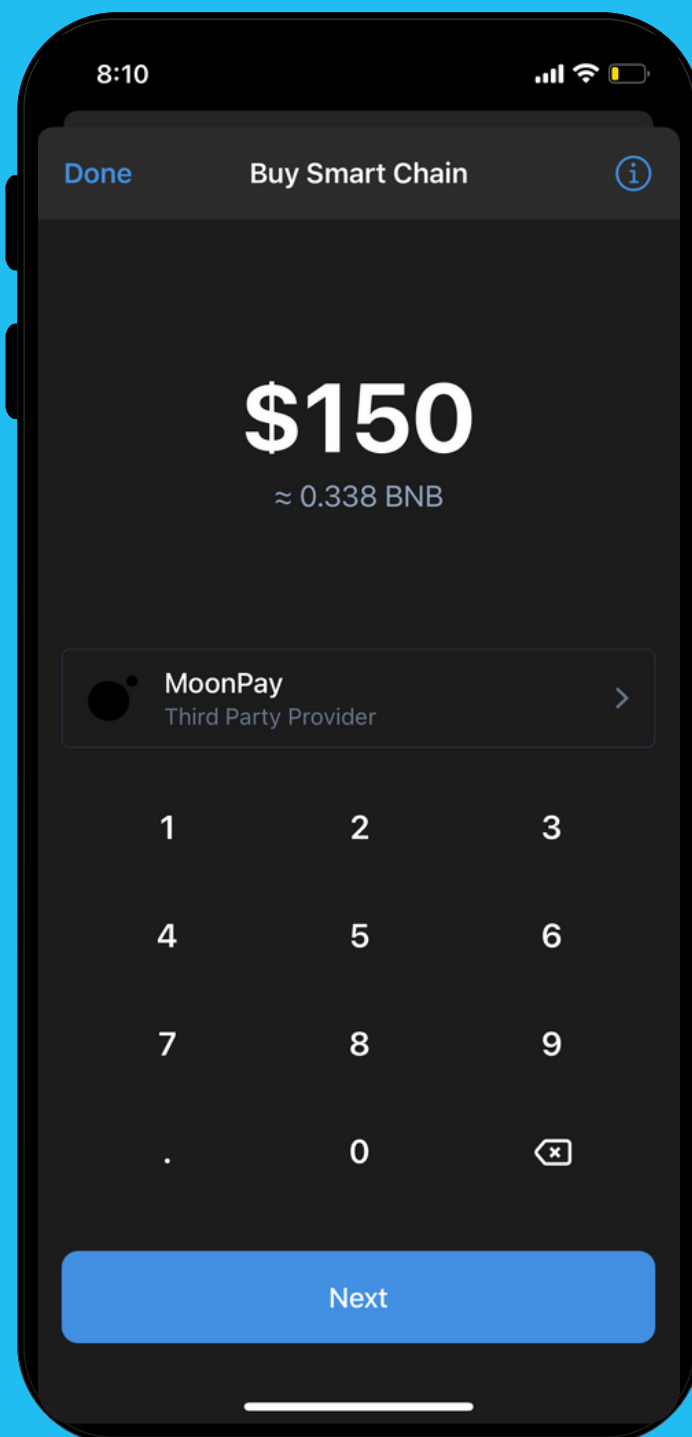 8:10
Done Buy Smart Chain i
$150
≈ 0.338 BNB
MoonPay
Third Party Provider
1 2 3
4 5 6
7 8 9
. 0
Next